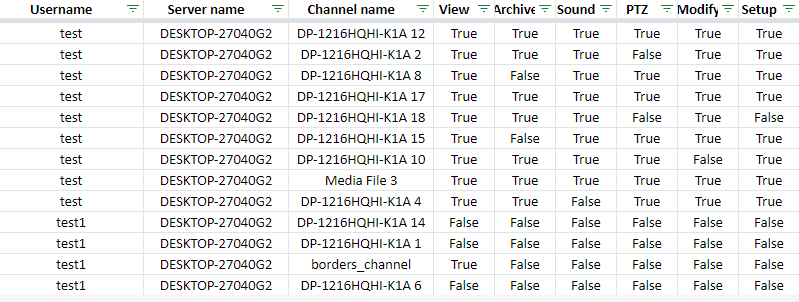 Username Server name Channel name View Archive Sound PTZ Modify Setup
test DESKTOP-27040G2 DP-1216HQHI-K1A 12 True True True True True True
test DESKTOP-27040G2 DP-1216HQHI-K1A 2 True True True False True True
test DESKTOP-27040G2 DP-1216HQHI-K1A 8 True False True True True True
test DESKTOP-27040G2 DP-1216HQHI-K1A 17 True True True True True True
test DESKTOP-27040G2 DP-1216HQHI-K1A 18 True True True False True False
test DESKTOP-27040G2 DP-1216HQHI-K1A 15 True False True True True True
test DESKTOP-27040G2 DP-1216HQHI-K1A 10 True True True True False True
test DESKTOP-27040G2 Media File 3 True True True True True True
test DESKTOP-27040G2 DP-1216HQHI-K1A 4 True True False True True True
test1 DESKTOP-27040G2 DP-1216HQHI-K1A 14 False False False False False False
test1 DESKTOP-27040G2 DP-1216HQHI-K1A 1 False False False False False False
test1 DESKTOP-27040G2 borders_channel True False False False False False
test1 DESKTOP-27040G2 DP-1216HQHI-K1A 6 False False False False False False